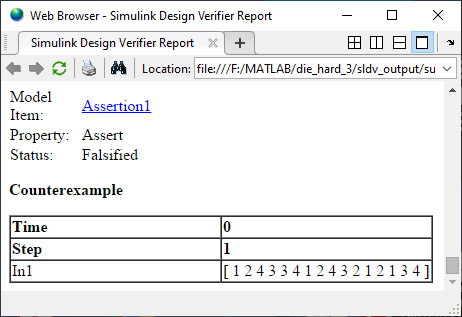 Web Browser - Simulink Design Verifier Report
Simulink Design Verifier Report
Location: file:///F:/MATLAB/die_hard_3/sldv_output/su
Model Item: Assertion1
Property: Assert
Status: Falsified
Counterexample
Time 0
Step 1
In1 [ 1 2 4 3 3 4 1 2 4 3 2 1 2 1 3 4 ]